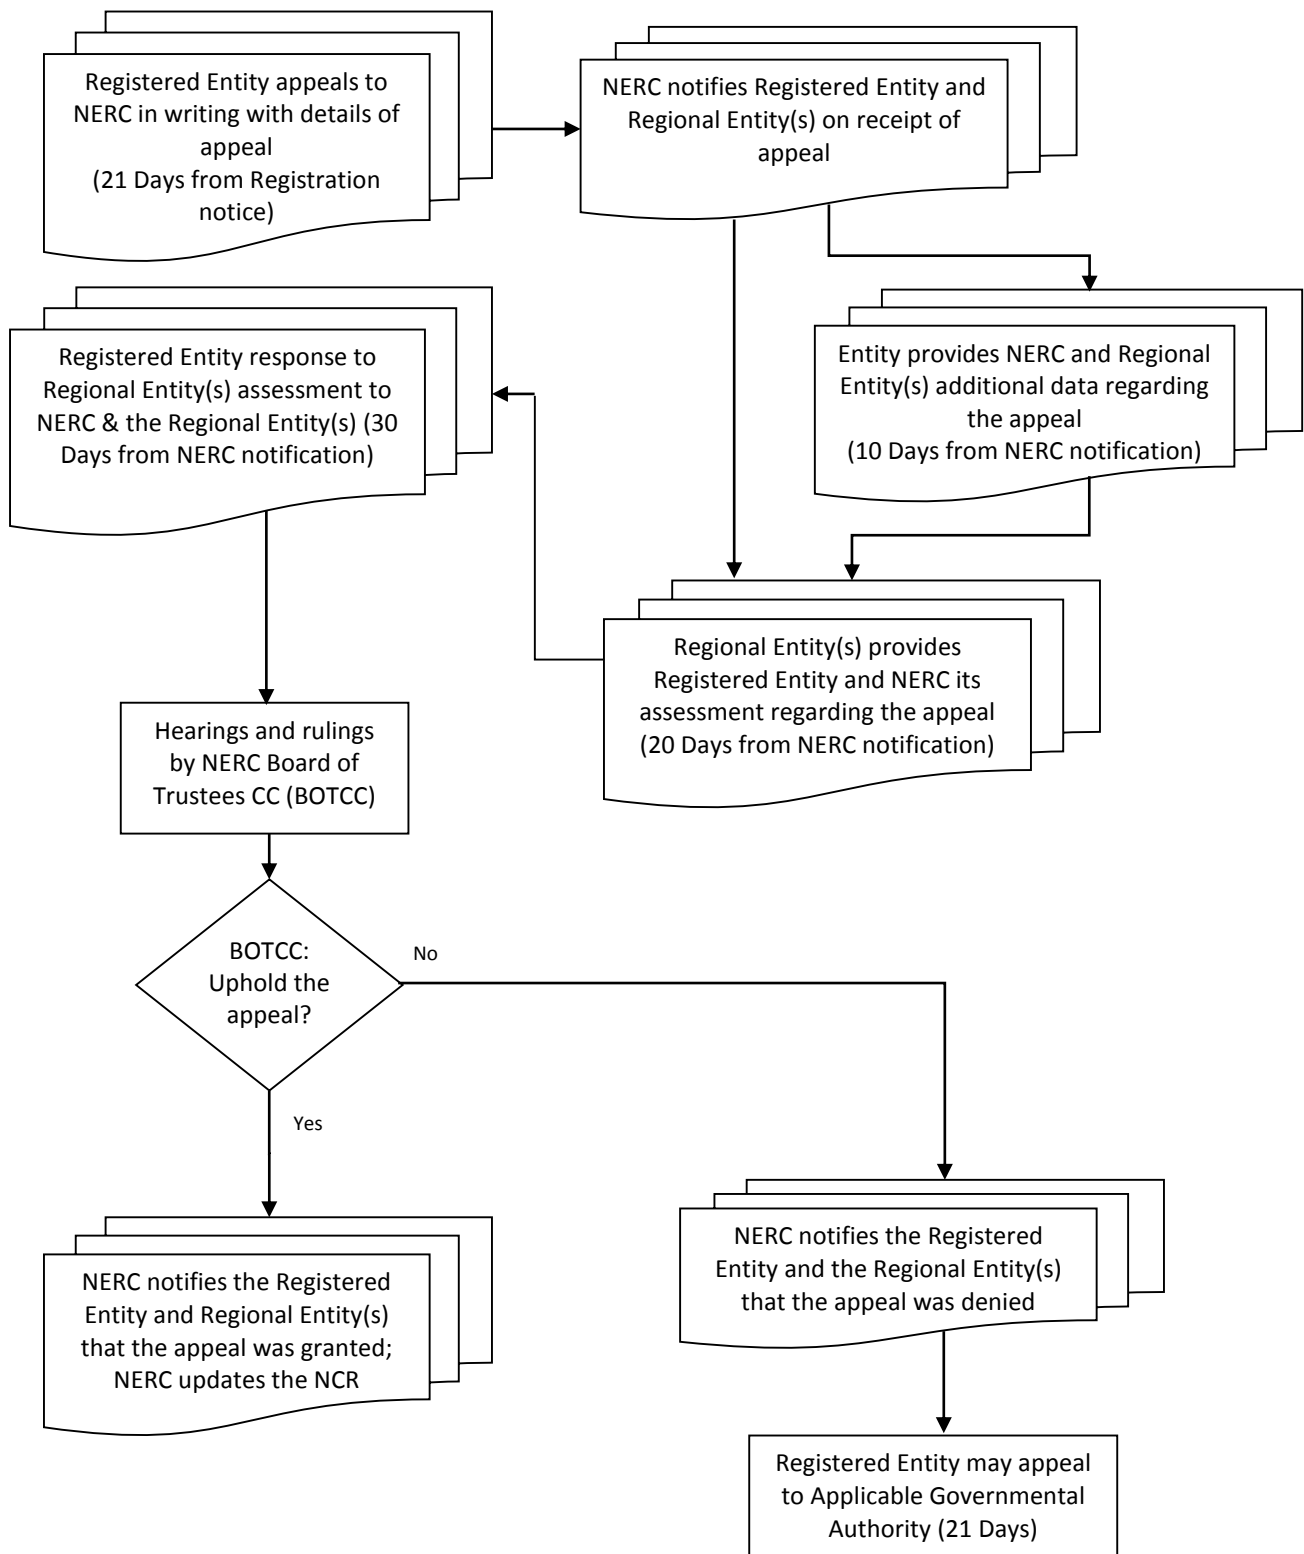 Registered Entity appeals to
NERC in writing with details of
appeal
(21 Days from Registration
notice)
NERC notifies Registered Entity and
Regional Entity(s) on receipt of
appeal
Entity provides NERC and Regional
Entity(s) additional data regarding
the appeal
(10 Days from NERC notification)
Regional Entity(s) provides
Registered Entity and NERC its
assessment regarding the appeal
(20 Days from NERC notification)
Registered Entity response to
Regional Entity(s) assessment to
NERC & the Regional Entity(s) (30
Days from NERC notification)
Hearings and rulings
by NERC Board of
Trustees CC (BOTCC)
BOTCC:
Uphold the
appeal?
No
Yes
NERC notifies the Registered
Entity and Regional Entity(s)
that the appeal was granted;
NERC updates the NCR
NERC notifies the Registered
Entity and the Regional Entity(s)
that the appeal was denied
Registered Entity may appeal
to Applicable Governmental
Authority (21 Days)